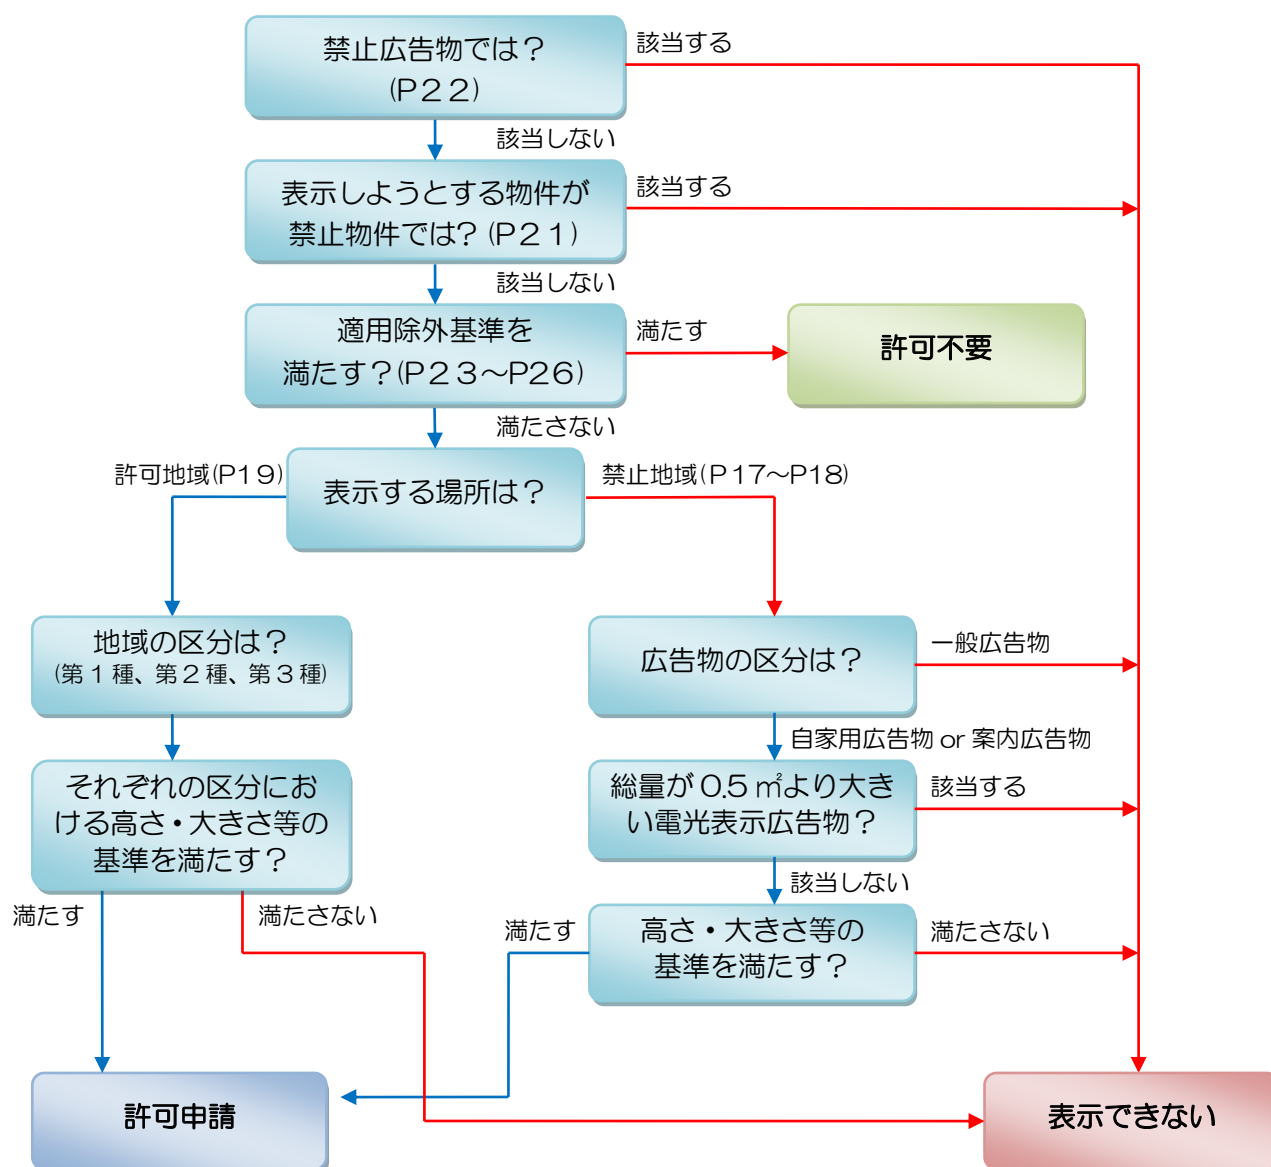 禁止広告物では？
(P２２)
該当する
該当しない
表示しようとする物件が
禁止物件では？(P２１)
該当する
該当しない
適用除外基準を
満たす？(P２３～P26)
満たす
許可不要
満たさない
許可地域(P１９)
表示する場所は？
禁止地域(Ｐ17～P18)
地域の区分は？
(第１種、第２種、第３種)
広告物の区分は？
一般広告物
自家用広告物 or 案内広告物
それぞれの区分にお
ける高さ・大きさ等の
基準を満たす？
総量が 0.5 ㎡より大き
い電光表示広告物？
該当する
該当しない
満たす
満たさない
満たす
高さ・大きさ等の
基準を満たす？
満たさない
許可申請
表示できない